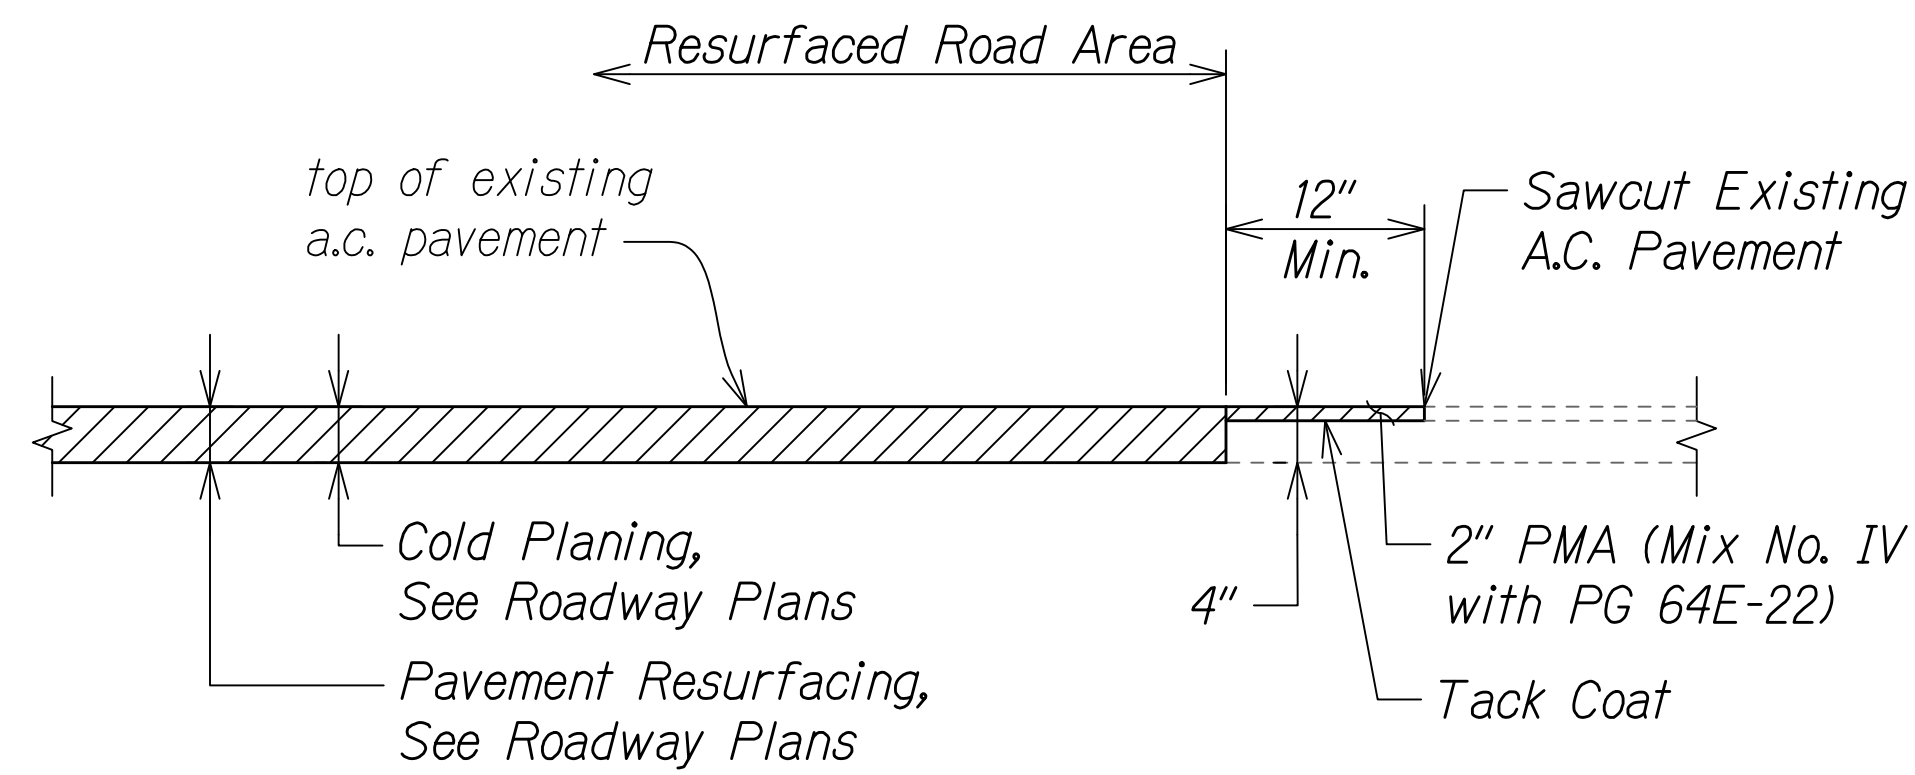 Resurfaced Road Area
top of existing
a.c. pavement
12"
Min.
Sawcut Existing
A.C. Pavement
Cold Planing,
See Roadway Plans
Pavement Resurfacing,
See Roadway Plans
4"
2" PMA (Mix No. IV
with PG 64E-22)
Tack Coat